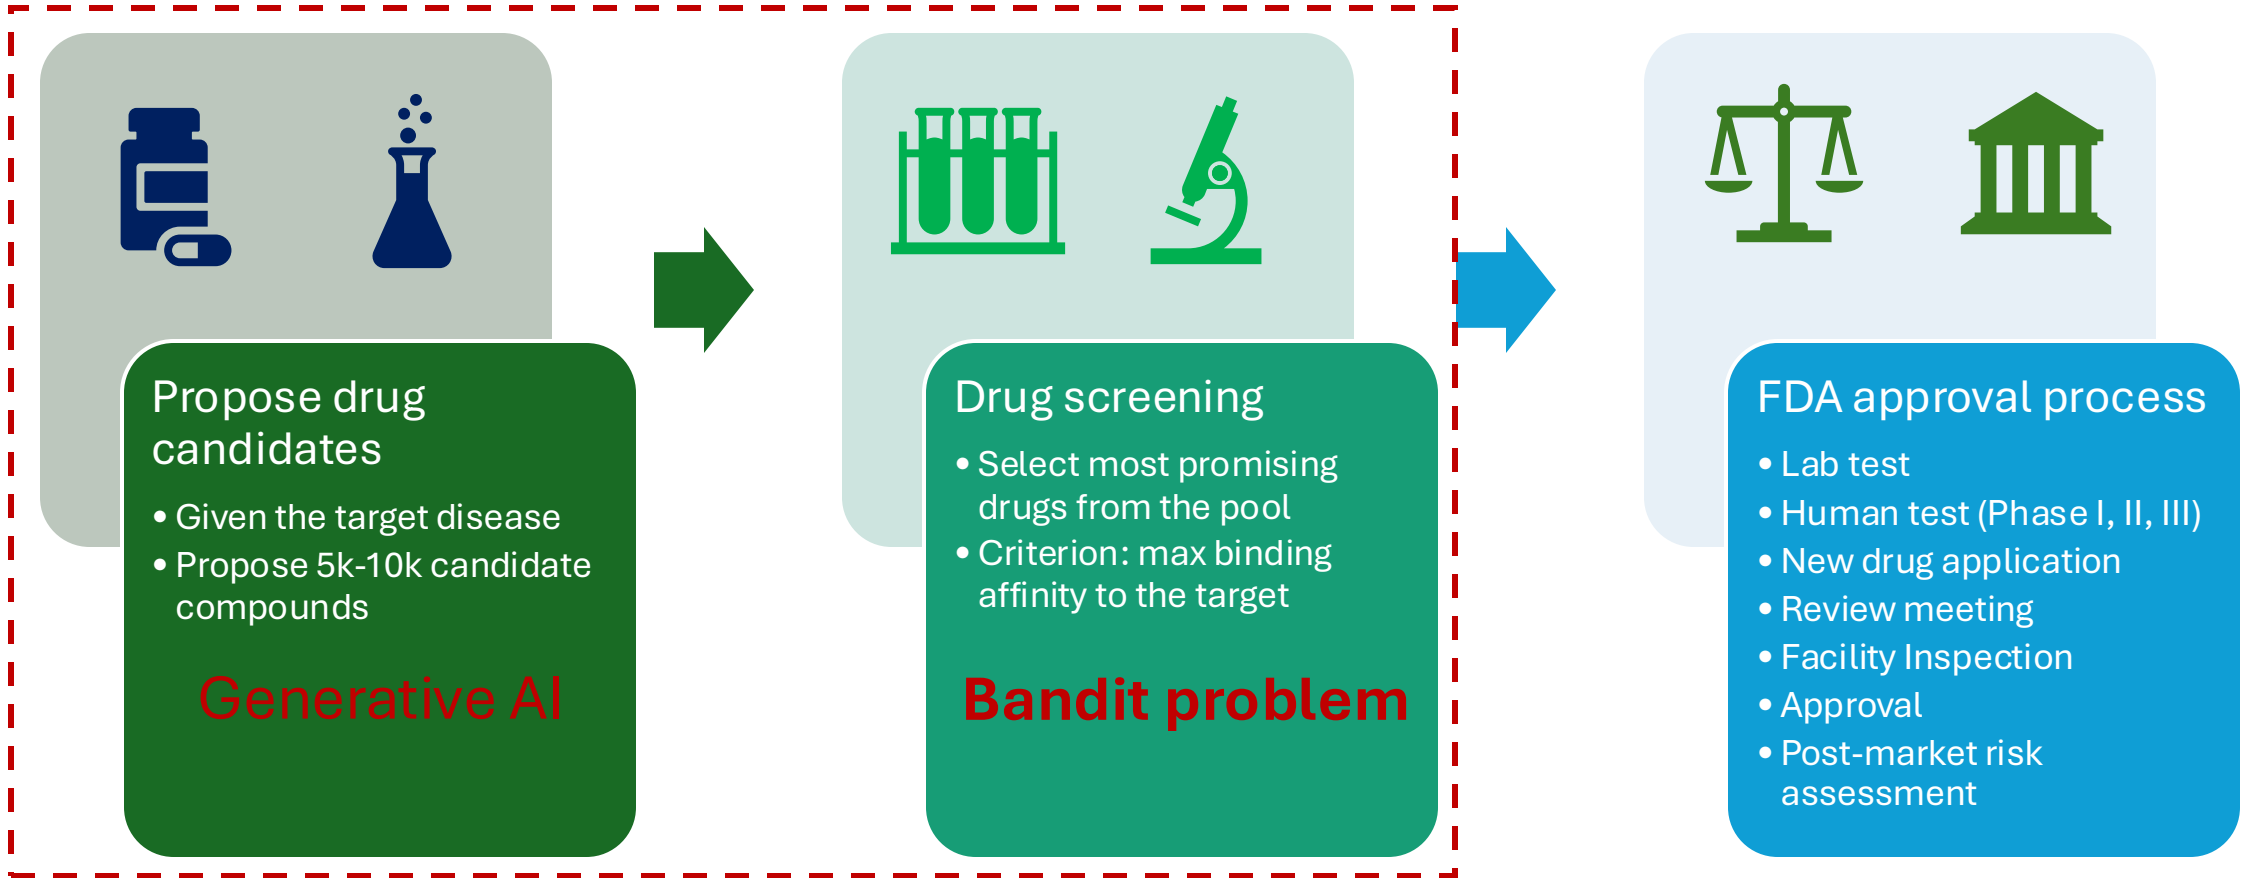 Propose drug
candidates
• Given the target disease
• Propose 5k-10k candidate
compounds
Generative AI
Drug screening
• Select most promising
drugs from the pool
• Criterion: max binding
affinity to the target
Bandit problem
FDA approval process
• Lab test
• Human test (Phase I, II, III)
• New drug application
• Review meeting
• Facility Inspection
• Approval
• Post-market risk
assessment